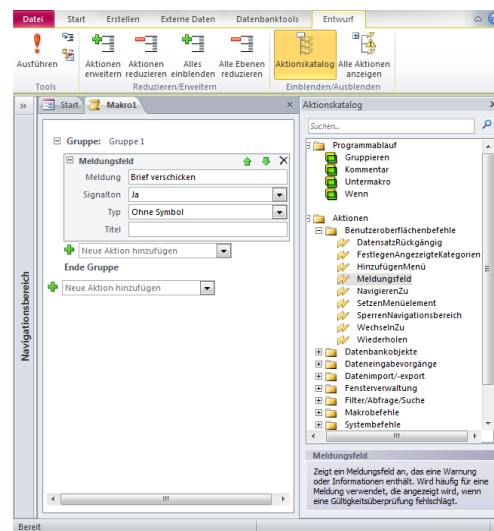 Datei Start Erstellen Externe Daten Datenbanktools Entwurf
Ausführen
Aktionen erweitern
Aktionen reduzieren
Alles einblenden
Alle Ebenen reduzieren
Aktionskatalog
Alle Aktionen anzeigen
Tools Reduzieren/Erweitern Einblenden/Ausblenden
» Start Makro1 ×
Gruppe: Gruppe 1
Meldungsfeld
Meldung Brief verschicken
Signalton Ja
Typ Ohne Symbol
Titel
Neue Aktion hinzufügen
Ende Gruppe
Neue Aktion hinzufügen
Navigationsbereich
Aktionskatalog
Suchen...
Programmablauf
Gruppieren
Kommentar
Untermakro
Wenn
Aktionen
Benutzeroberflächenbefehle
DatensatzRückgängig
FestlegenAngezeigteKategorien
HinzufügenMenü
Meldungsfeld
NavigierenZu
SetzenMenüelement
SperrenNavigationsbereich
WechselnZu
Wiederholen
Datenbankobjekte
Dateneingabevorgänge
Datenimport/-export
Fensterverwaltung
Filter/Abfrage/Suche
Makrobefehle
Systembefehle
Meldungsfeld
Zeigt ein Meldungsfeld an, das eine Warnung
oder Informationen enthält. Wird häufig für eine
Meldung verwendet, die angezeigt wird, wenn
eine Gültigkeitsüberprüfung fehlschlägt.
Bereit